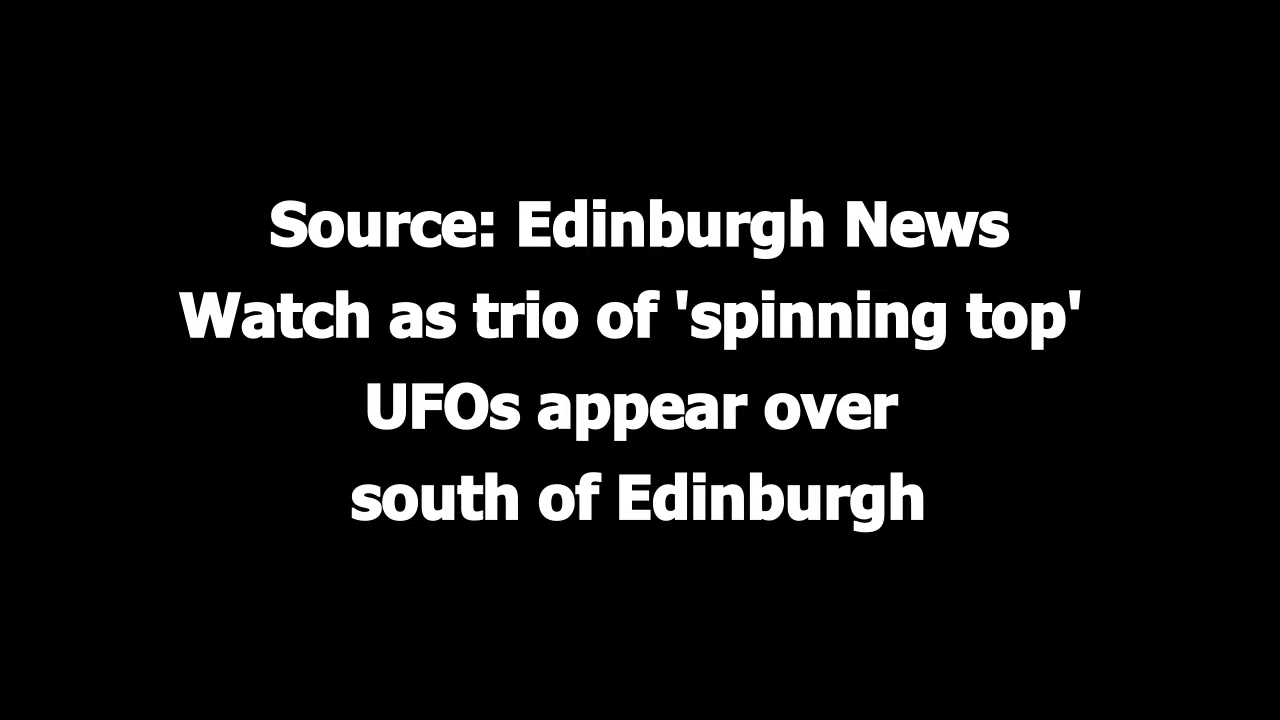 Source: Edinburgh News
Watch as trio of 'spinning top'
UFOs appear over
south of Edinburgh